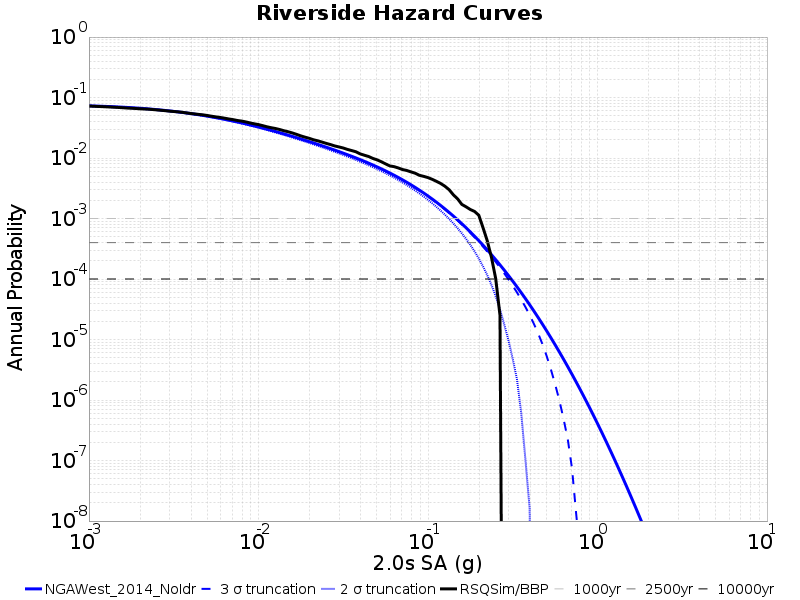 Riverside Hazard Curves
10^0
10^-1
10^-2
10^-3
10^-4
10^-5
10^-6
10^-7
10^-8
Annual Probability
10^-3 10^-2 10^-1 10^0 10^1
2.0s SA (g)
NGAWest_2014_NoIdr 3 σ truncation 2 σ truncation RSQSim/BBP 1000yr 2500yr 10000yr